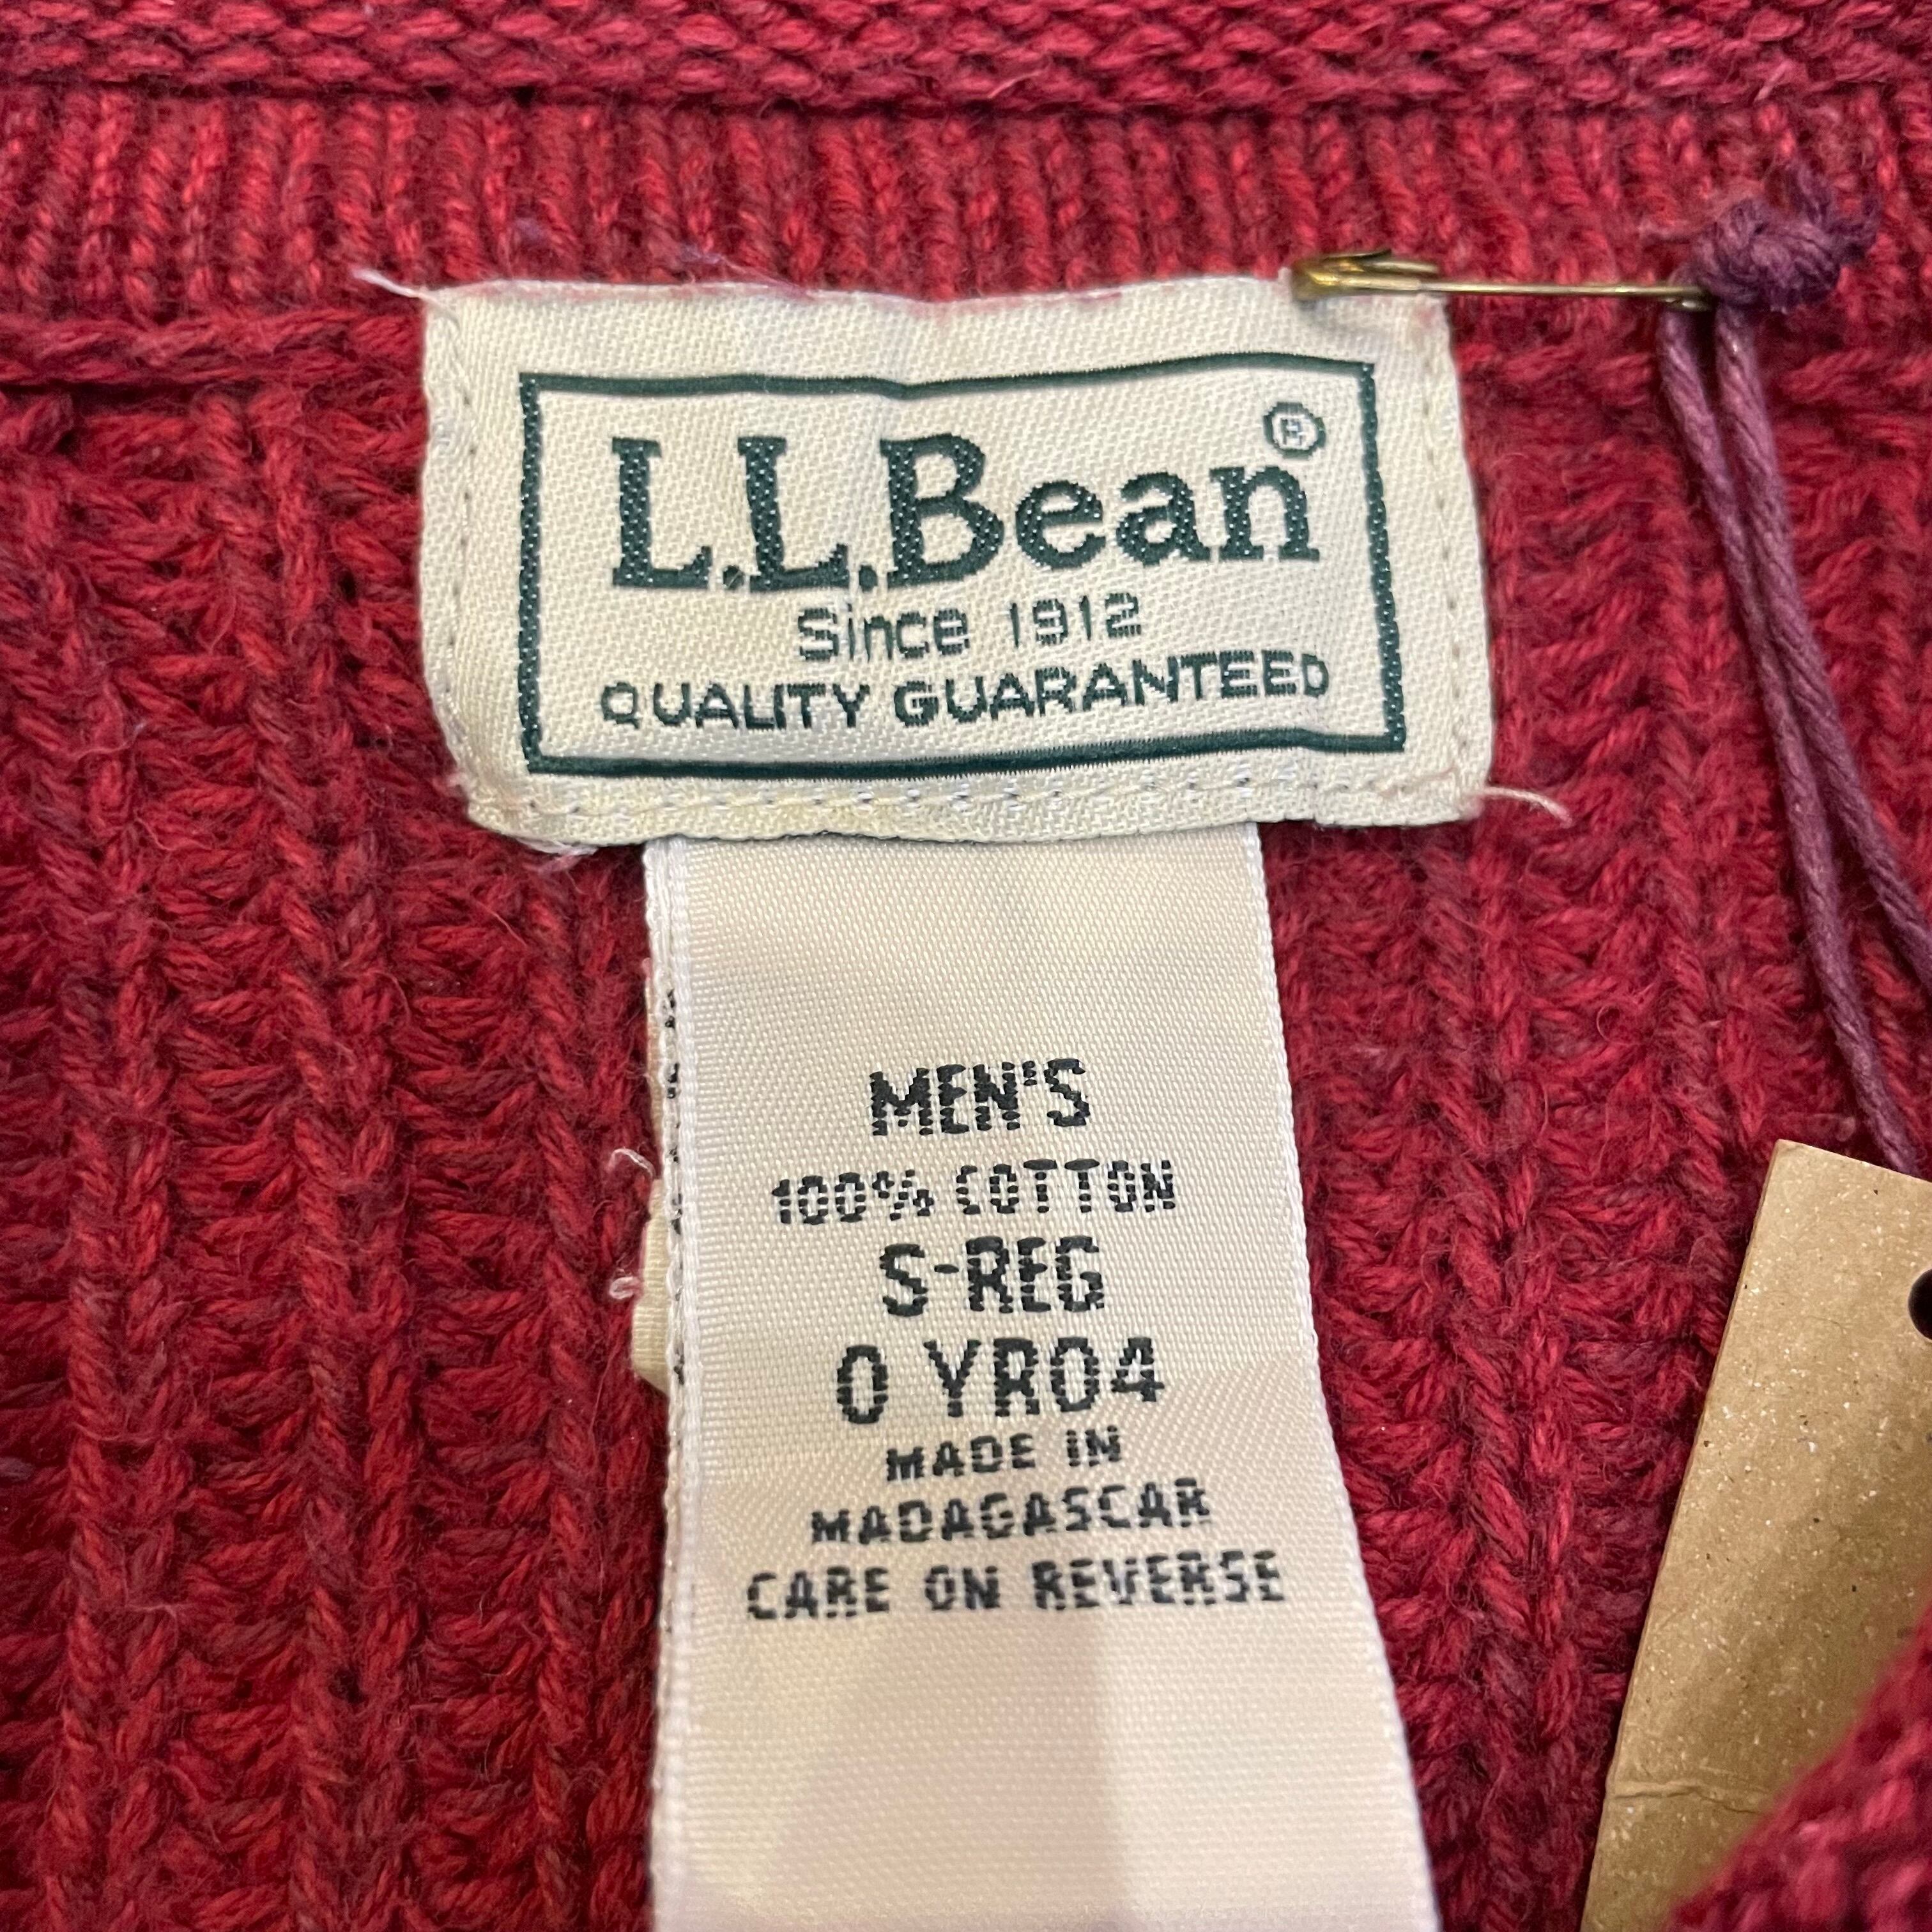 L.L.Bean®
Since 1912
QUALITY GUARANTEED
MEN'S
100% COTTON
S-REG
0 YR04
MADE IN
MADAGASCAR
CARE ON REVERSE